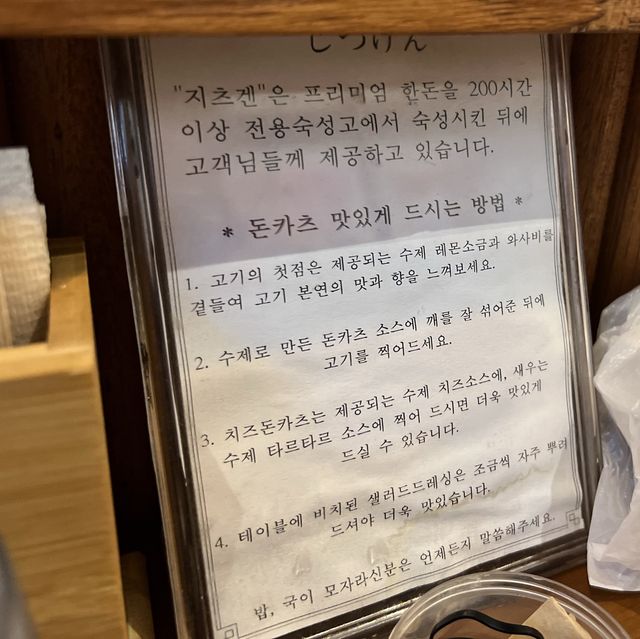 "지츠겐"은 프리미엄 한돈을 200시간
이상 전용숙성고에서 숙성시킨 뒤에
고객님들께 제공하고 있습니다.
* 돈카츠 맛있게 드시는 방법 *
1. 고기의 첫점은 제공되는 수제 레몬소금과 와사비를
곁들여 고기 본연의 맛과 향을 느껴보세요.
2. 수제로 만든 돈카츠 소스에 깨를 잘 섞어준 뒤에
고기를 찍어드세요.
3. 치즈돈카츠는 제공되는 수제 치즈소스에, 새우는
수제 타르타르 소스에 찍어 드시면 더욱 맛있게
드실 수 있습니다.
4. 테이블에 비치된 샐러드드레싱은 조금씩 자주 뿌려
드셔야 더욱 맛있습니다.
밥, 국이 모자라신분은 언제든지 말씀해주세요.